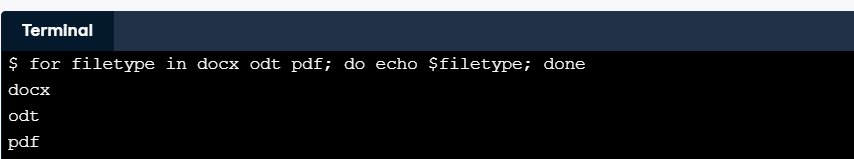 Terminal
$ for filetype in docx odt pdf; do echo $filetype; done
docx
odt
pdf